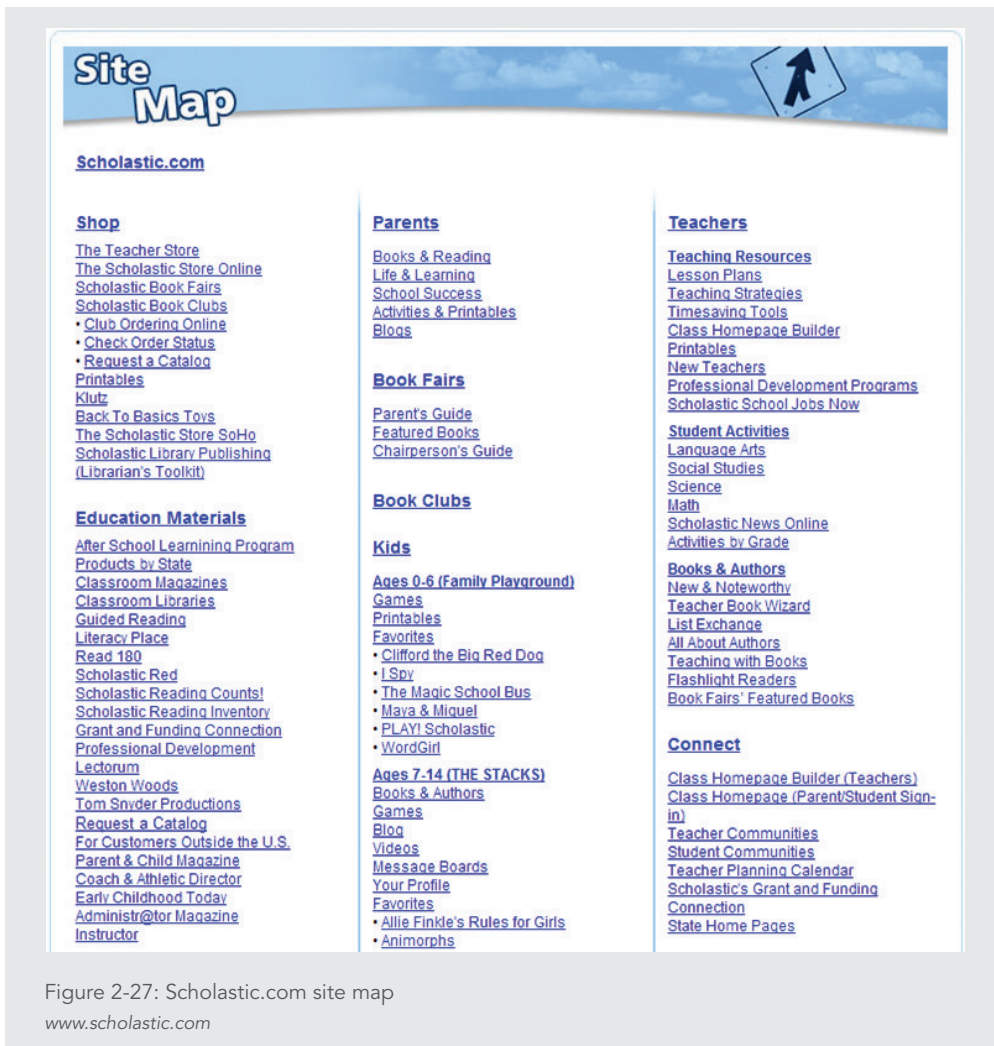 Site
Map
Scholastic.com
Shop
The Teacher Store
The Scholastic Store Online
Scholastic Book Fairs
Scholastic Book Clubs
• Club Ordering Online
• Check Order Status
• Request a Catalog
Printables
Klutz
Back To Basics Toys
The Scholastic Store SoHo
Scholastic Library Publishing
(Librarian's Toolkit)
Education Materials
After School Learnining Program
Products by State
Classroom Magazines
Classroom Libraries
Guided Reading
Literacy Place
Read 180
Scholastic Red
Scholastic Reading Counts!
Scholastic Reading Inventory
Grant and Funding Connection
Professional Development
Lectorum
Weston Woods
Tom Snyder Productions
Request a Catalog
For Customers Outside the U.S.
Parent & Child Magazine
Coach & Athletic Director
Early Childhood Today
Administr@tor Magazine
Instructor
Parents
Books & Reading
Life & Learning
School Success
Activities & Printables
Blogs
Book Fairs
Parent's Guide
Featured Books
Chairperson's Guide
Book Clubs
Kids
Ages 0-6 (Family Playground)
Games
Printables
Favorites
• Clifford the Big Red Dog
• I Spy
• The Magic School Bus
• Maya & Miguel
• PLAY! Scholastic
• WordGirl
Ages 7-14 (THE STACKS)
Books & Authors
Games
Blog
Videos
Message Boards
Your Profile
Favorites
• Allie Finkle's Rules for Girls
• Animorphs
Teachers
Teaching Resources
Lesson Plans
Teaching Strategies
Timesaving Tools
Class Homepage Builder
Printables
New Teachers
Professional Development Programs
Scholastic School Jobs Now
Student Activities
Language Arts
Social Studies
Science
Math
Scholastic News Online
Activities by Grade
Books & Authors
New & Noteworthy
Teacher Book Wizard
List Exchange
All About Authors
Teaching with Books
Flashlight Readers
Book Fairs' Featured Books
Connect
Class Homepage Builder (Teachers)
Class Homepage (Parent/Student Sign-
in)
Teacher Communities
Student Communities
Teacher Planning Calendar
Scholastic's Grant and Funding
Connection
State Home Pages
Figure 2-27: Scholastic.com site map
www.scholastic.com